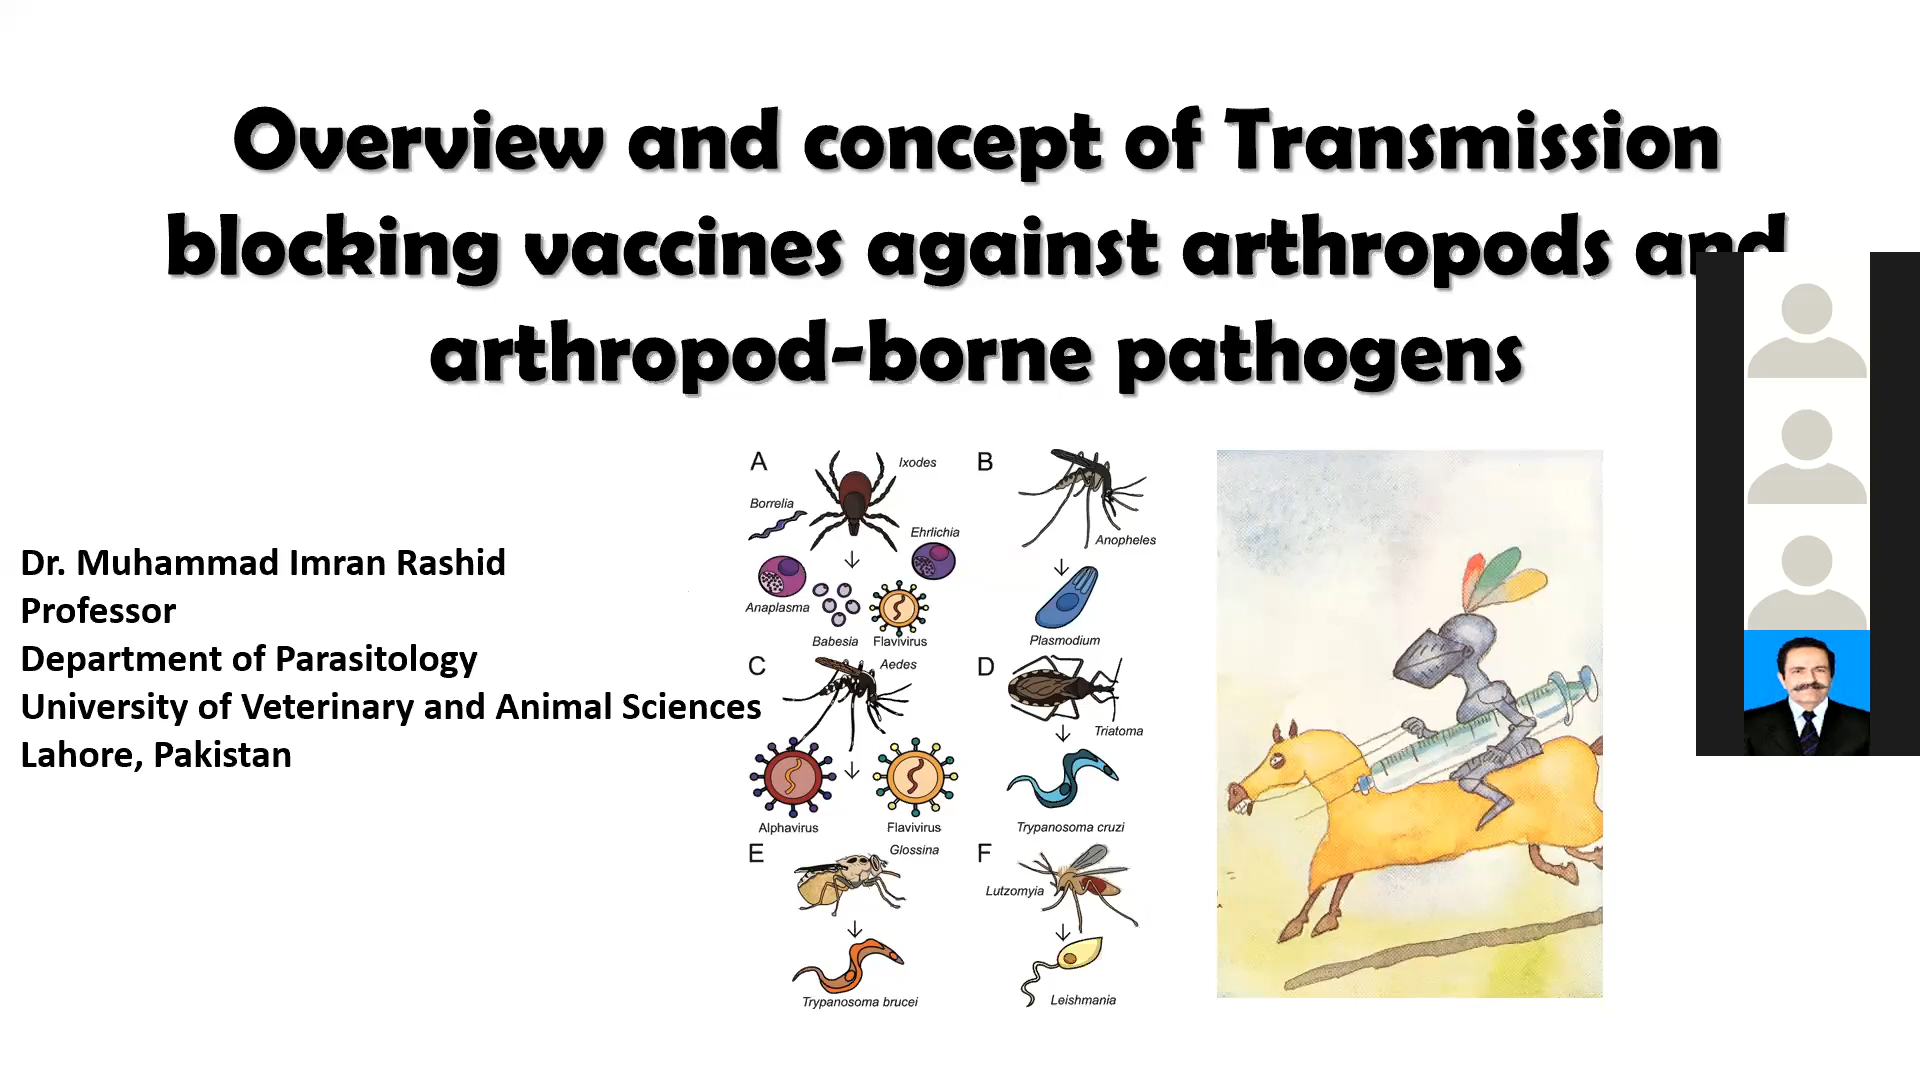 Overview and concept of Transmission
blocking vaccines against arthropods and
arthropod-borne pathogens
Dr. Muhammad Imran Rashid
Professor
Department of Parasitology
University of Veterinary and Animal Sciences
Lahore, Pakistan
A
Ixodes
Borrelia
Ehrlichia
Anaplasma
Babesia
Flavivirus
B
Anopheles
Plasmodium
C
Aedes
Alphavirus
Flavivirus
D
Triatoma
Trypanosoma cruzi
E
Glossina
Trypanosoma brucei
F
Lutzomyia
Leishmania